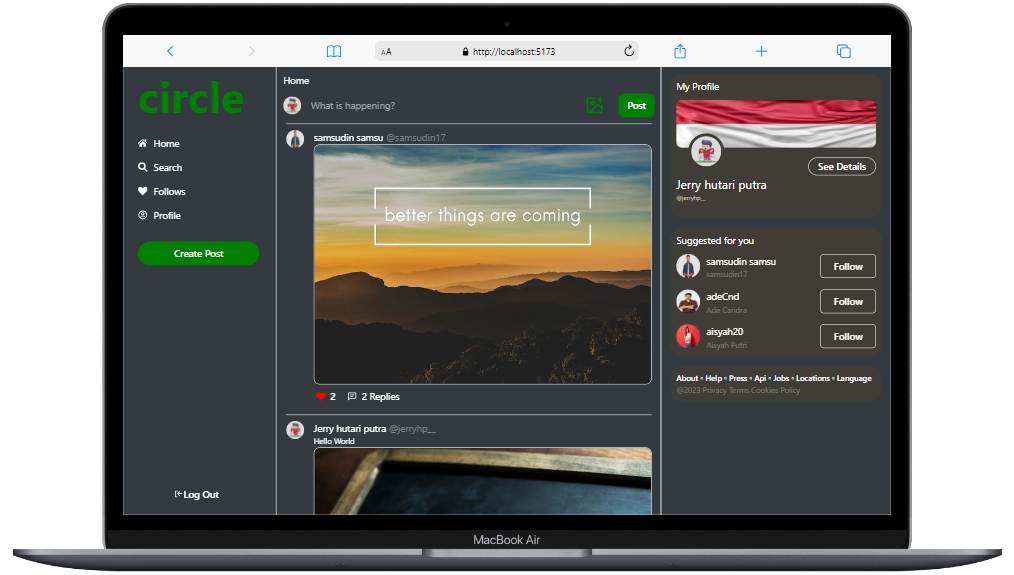 AA http://localhost:5173
circle
Home
Search
Follows
Profile
Create Post
Log Out
Home
What is happening?
Post
samsudin samsu @samsudin17
better things are coming
2 2 Replies
Jerry hutari putra @jerryhp__
Hello World
My Profile
See Details
Jerry hutari putra
@jerryhp__
Suggested for you
samsudin samsu
samsudin17
Follow
adeCnd
Ade Candra
Follow
aisyah20
Aisyah Putri
Follow
About • Help • Press • Api • Jobs • Locations • Language
@2023 Privacy Terms Cookies Policy
MacBook Air